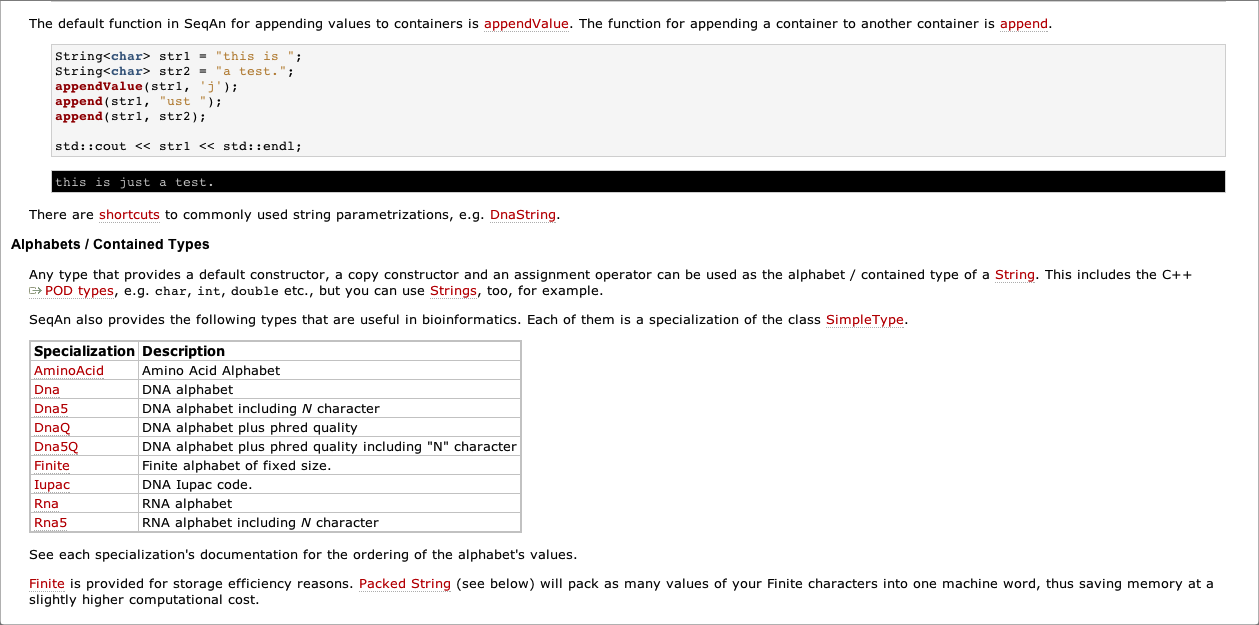 The default function in SeqAn for appending values to containers is appendValue. The function for appending a container to another container is append.
String<char> str1 = "this is ";
String<char> str2 = "a test.";
appendValue(str1, 'j');
append(str1, "ust ");
append(str1, str2);
std::cout << str1 << std::endl;
this is just a test.
There are shortcuts to commonly used string parametrizations, e.g. DnaString.
Alphabets / Contained Types
Any type that provides a default constructor, a copy constructor and an assignment operator can be used as the alphabet / contained type of a String. This includes the C++
POD types, e.g. char, int, double etc., but you can use Strings, too, for example.
SeqAn also provides the following types that are useful in bioinformatics. Each of them is a specialization of the class SimpleType.
Specialization Description
AminoAcid Amino Acid Alphabet
Dna DNA alphabet
Dna5 DNA alphabet including N character
DnaQ DNA alphabet plus phred quality
Dna5Q DNA alphabet plus phred quality including "N" character
Finite Finite alphabet of fixed size.
Iupac DNA Iupac code.
Rna RNA alphabet
Rna5 RNA alphabet including N character
See each specialization's documentation for the ordering of the alphabet's values.
Finite is provided for storage efficiency reasons. Packed String (see below) will pack as many values of your Finite characters into one machine word, thus saving memory at a
slightly higher computational cost.